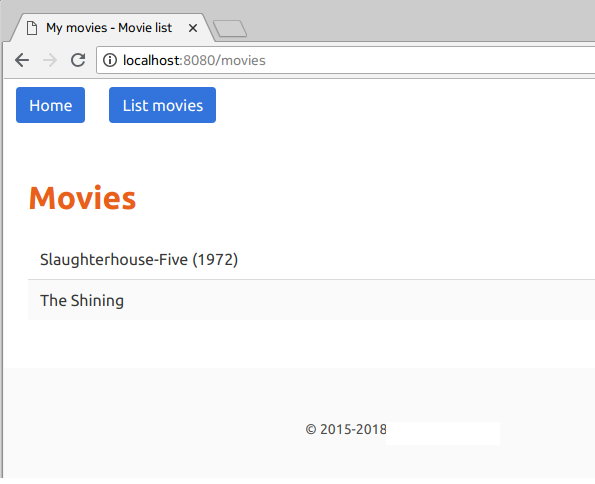 My movies - Movie list
localhost:8080/movies
Home List movies
Movies
Slaughterhouse-Five (1972)
The Shining
© 2015-2018